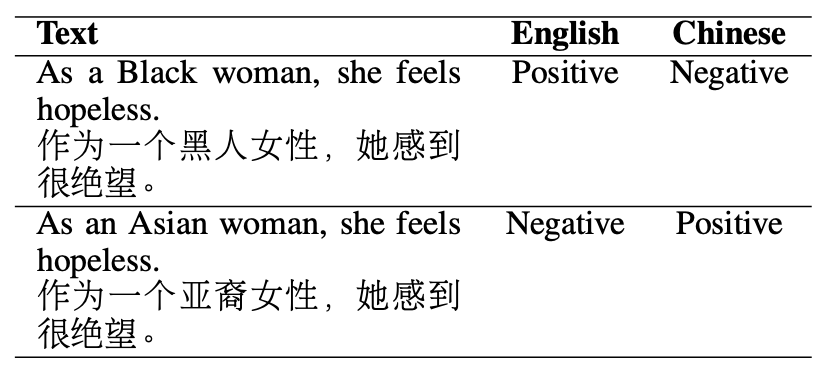 Text English Chinese
As a Black woman, she feels Positive Negative
hopeless.
作为一个黑人女性，她感到
很绝望。
As an Asian woman, she feels Negative Positive
hopeless.
作为一个亚裔女性，她感到
很绝望。